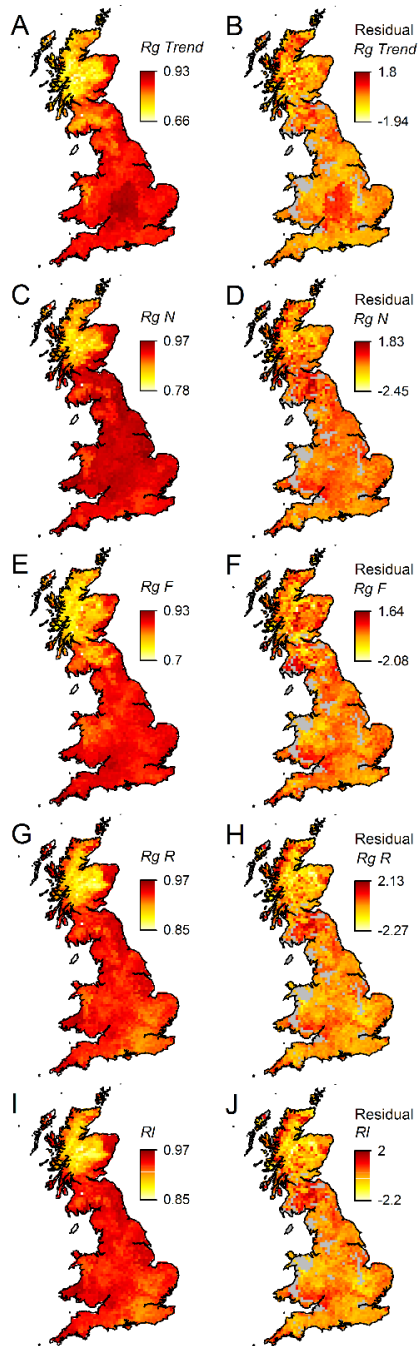 A
Rg Trend
0.93
0.66
B
Residual
Rg Trend
1.8
-1.94
C
Rg N
0.97
0.78
D
Residual
Rg N
1.83
-2.45
E
Rg F
0.93
0.7
F
Residual
Rg F
1.64
-2.08
G
Rg R
0.97
0.85
H
Residual
Rg R
2.13
-2.27
I
RI
0.97
0.85
J
Residual
RI
2
-2.2